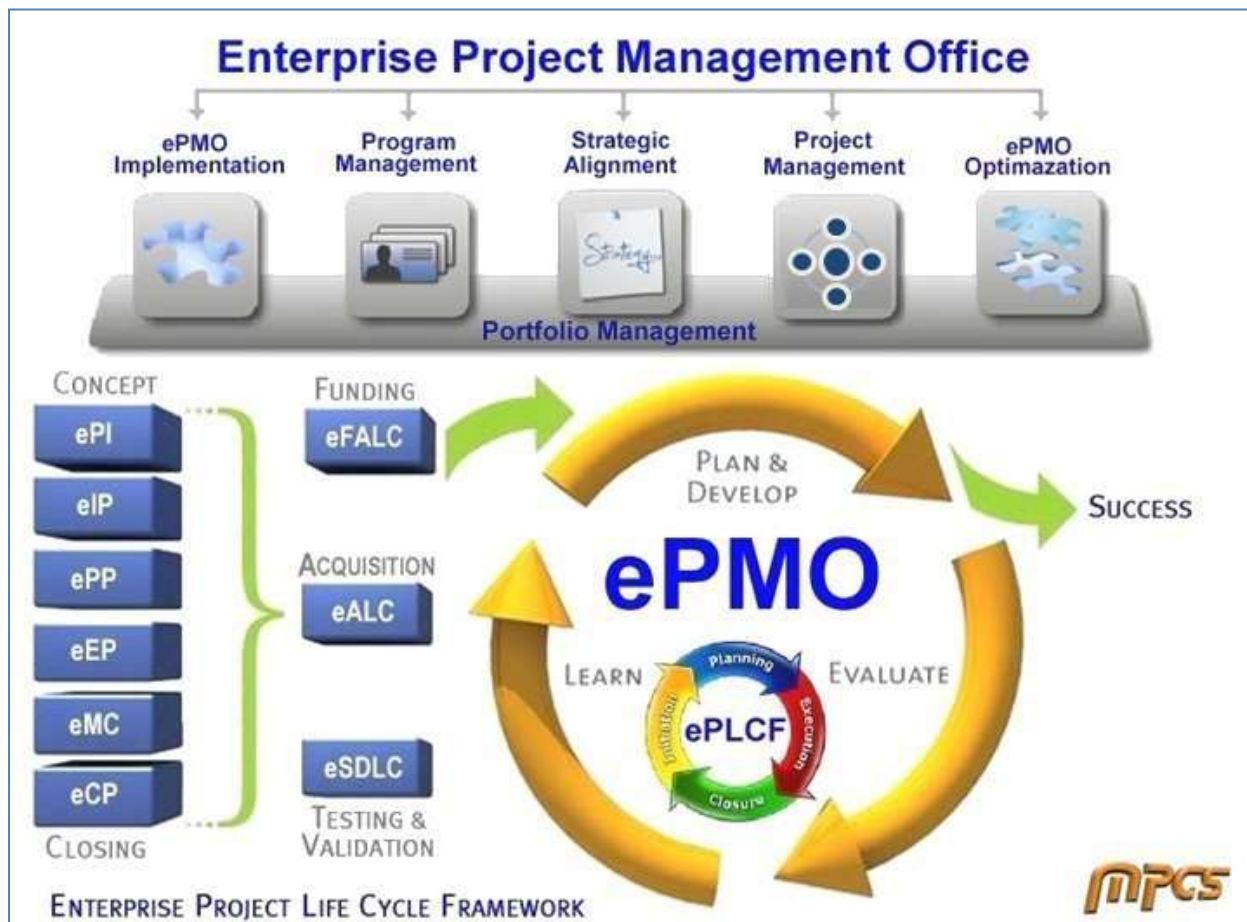 Enterprise Project Management Office
ePMO
Implementation
Program
Management
Strategic
Alignment
Project
Management
ePMO
Optimazation
Strategy
Portfolio Management
CONCEPT
ePI
eIP
ePP
eEP
eMC
eCP
CLOSING
FUNDING
eFALC
ACQUISITION
eALC
eSDLC
TESTING &
VALIDATION
PLAN &
DEVELOP
SUCCESS
ePMO
LEARN
EVALUATE
Planning
Execution
Closure
Initiation
ePLCF
ENTERPRISE PROJECT LIFE CYCLE FRAMEWORK
MPCS